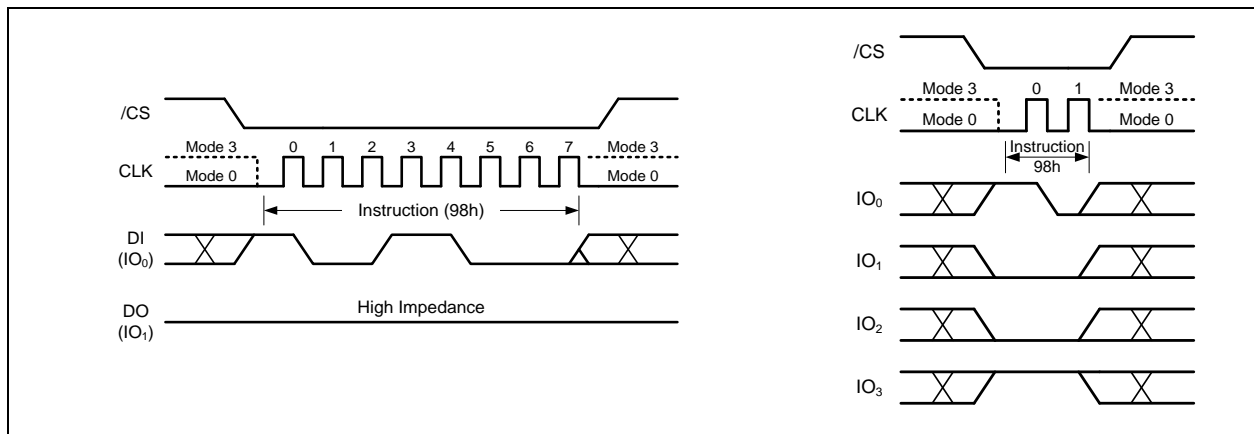 /CS
Mode 3 0 1 2 3 4 5 6 7 Mode 3
CLK
Mode 0 Mode 0
Instruction (98h)
DI
(IO₀)
High Impedance
DO
(IO₁)
/CS
Mode 3 0 1 Mode 3
CLK
Mode 0 Mode 0
Instruction
98h
IO₀
IO₁
IO₂
IO₃